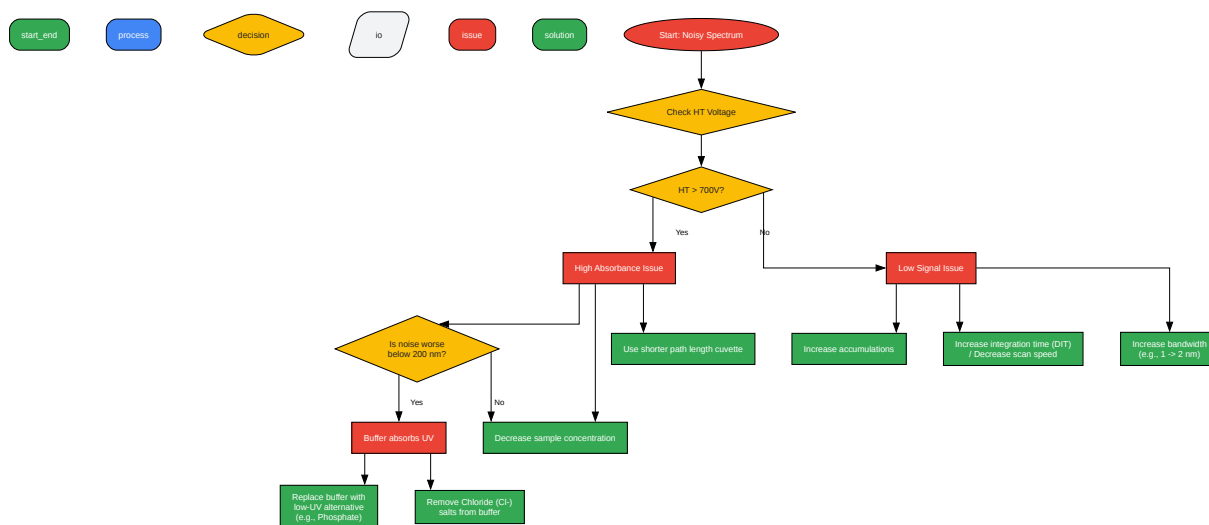 start_end
process
decision
io
issue
solution
Start: Noisy Spectrum
Check HT Voltage
HT > 700V?
Yes
No
High Absorbance Issue
Low Signal Issue
Is noise worse
below 200 nm?
Use shorter path length cuvette
Increase accumulations
Increase integration time (DIT)
/ Decrease scan speed
Increase bandwidth
(e.g., 1 -> 2 nm)
Yes
No
Buffer absorbs UV
Decrease sample concentration
Replace buffer with
low-UV alternative
(e.g., Phosphate)
Remove Chloride (Cl-)
salts from buffer